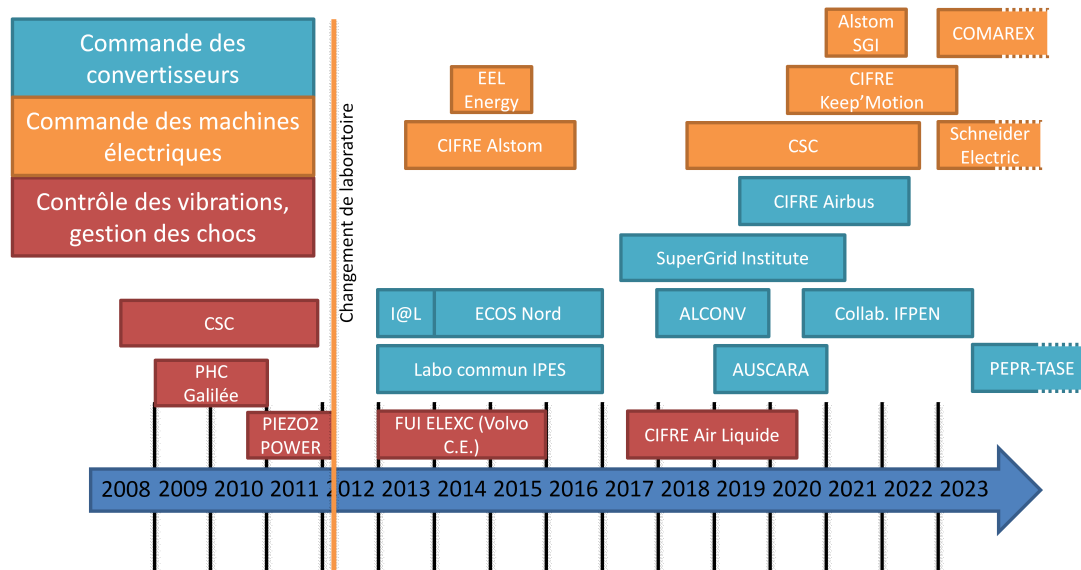 Commande des
convertisseurs
Commande des machines
électriques
Contrôle des vibrations,
gestion des chocs
Changement de laboratoire
Alstom
SGI
COMAREX
EEL
Energy
CIFRE
Keep'Motion
CIFRE Alstom
CSC
Schneider
Electric
CIFRE Airbus
SuperGrid Institute
CSC
I@L
ECOS Nord
ALCONV
Collab. IFPEN
PHC
Galilée
Labo commun IPES
AUSCARA
PEPR-TASE
PIEZO2
POWER
FUI ELEXC (Volvo
C.E.)
CIFRE Air Liquide
2008 2009 2010 2011 2012 2013 2014 2015 2016 2017 2018 2019 2020 2021 2022 2023